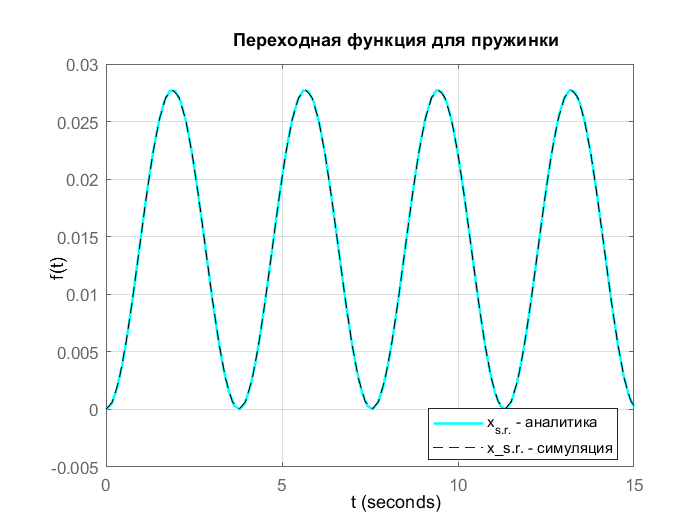 Переходная функция для пружинки
0.03
0.025
0.02
0.015
0.01
0.005
0
-0.005
f(t)
0 5 10 15
t (seconds)
x_s.r. - аналитика
x_s.r. - симуляция